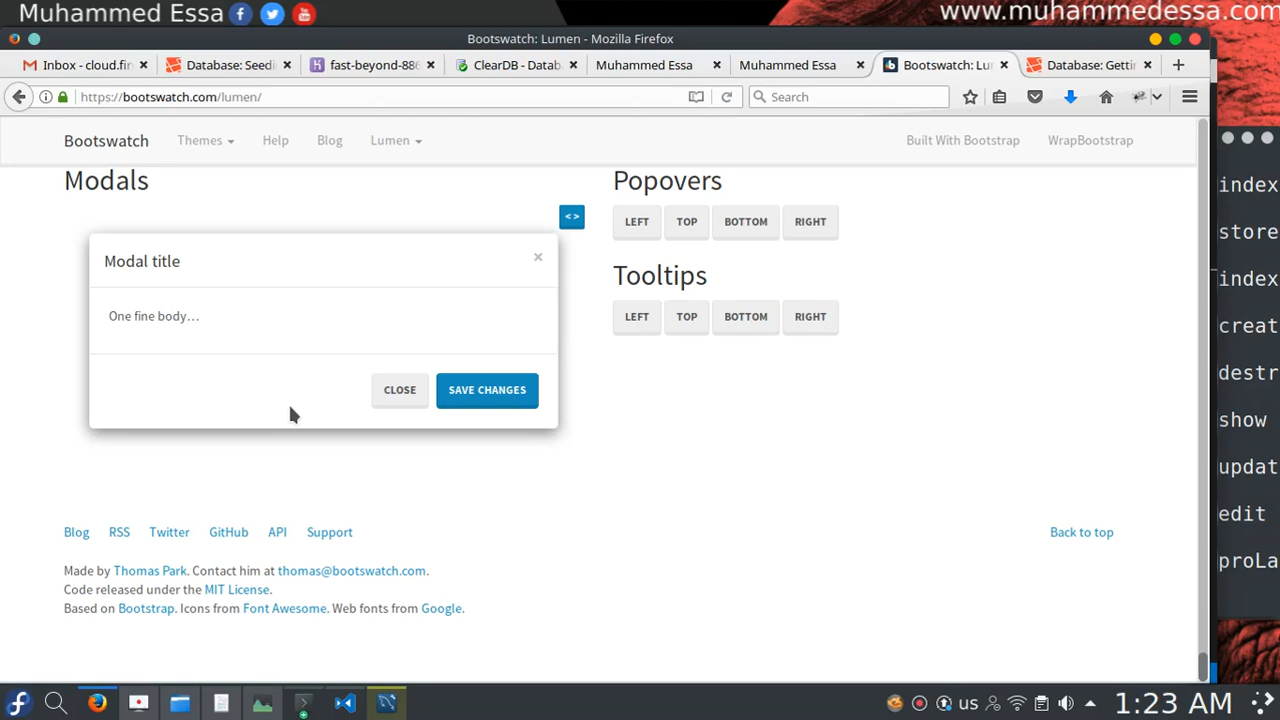 Muhammed Essa
www.muhammedessa.com
Bootswatch: Lumen - Mozilla Firefox
Inbox - cloud.fir
Database: Seedi
fast-beyond-886
ClearDB - Datab
Muhammed Essa
Muhammed Essa
Bootswatch: Lu
Database: Getti
https://bootswatch.com/lumen/
Search
Bootswatch Themes Help Blog Lumen Built With Bootstrap WrapBootstrap
Modals
<>
Modal title ×
One fine body…
CLOSE SAVE CHANGES
Popovers
LEFT TOP BOTTOM RIGHT
Tooltips
LEFT TOP BOTTOM RIGHT
Blog RSS Twitter GitHub API Support Back to top
Made by Thomas Park. Contact him at thomas@bootswatch.com.
Code released under the MIT License.
Based on Bootstrap. Icons from Font Awesome. Web fonts from Google.
index
store
index
creat
destr
show
updat
edit
proLa
us 1:23 AM